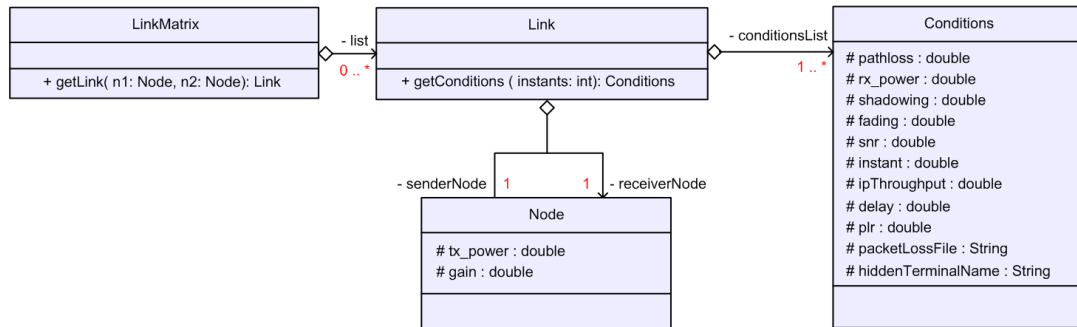 LinkMatrix
+ getLink( n1: Node, n2: Node): Link
- list
0 .. *
Link
+ getConditions ( instants: int): Conditions
- conditionsList
1 .. *
Conditions
# pathloss : double
# rx_power : double
# shadowing : double
# fading : double
# snr : double
# instant : double
# ipThroughput : double
# delay : double
# plr : double
# packetLossFile : String
# hiddenTerminalName : String
- senderNode
1
1
- receiverNode
Node
# tx_power : double
# gain : double